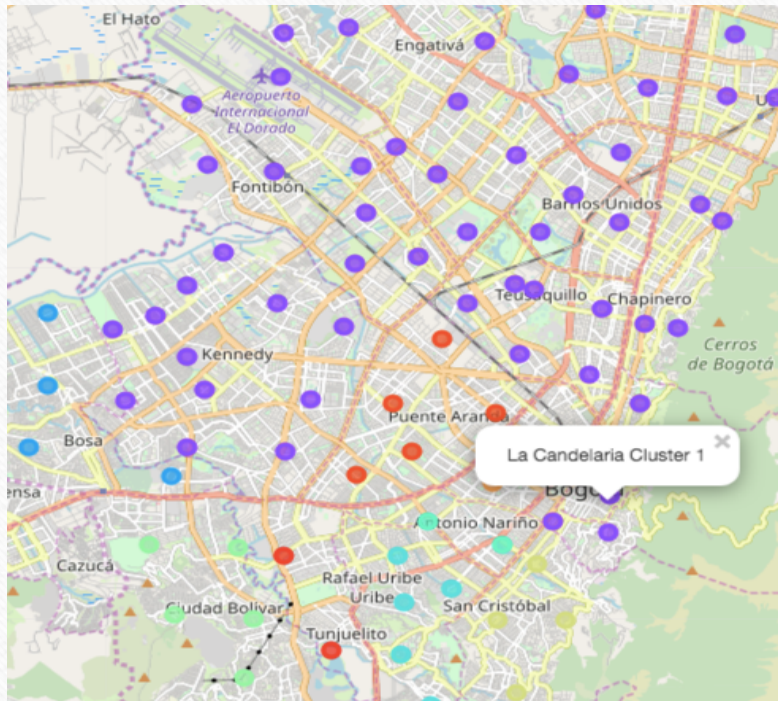 El Hato
Engativá
Aeropuerto
Internacional
El Dorado
U
Fontibón
Barrios Unidos
Teusaquillo
Chapinero
Cerros
de Bogotá
Kennedy
Puente Aranda
Bosa
La Candelaria Cluster 1
×
ensa
Bogotá
Antonio Nariño
Cazucá
Rafael Uribe
Uribe
Ciudad Bolívar
San Cristóbal
Tunjuelito